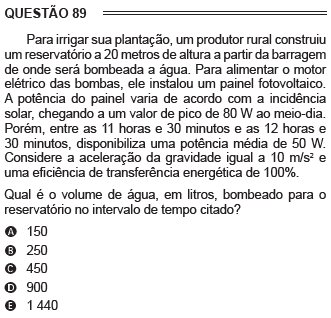 QUESTÃO 89
Para irrigar sua plantação, um produtor rural construiu
um reservatório a 20 metros de altura a partir da barragem
de onde será bombeada a água. Para alimentar o motor
elétrico das bombas, ele instalou um painel fotovoltaico.
A potência do painel varia de acordo com a incidência
solar, chegando a um valor de pico de 80 W ao meio-dia.
Porém, entre as 11 horas e 30 minutos e as 12 horas e
30 minutos, disponibiliza uma potência média de 50 W.
Considere a aceleração da gravidade igual a 10 m/s² e
uma eficiência de transferência energética de 100%.
Qual é o volume de água, em litros, bombeado para o
reservatório no intervalo de tempo citado?
A 150
B 250
C 450
D 900
E 1 440